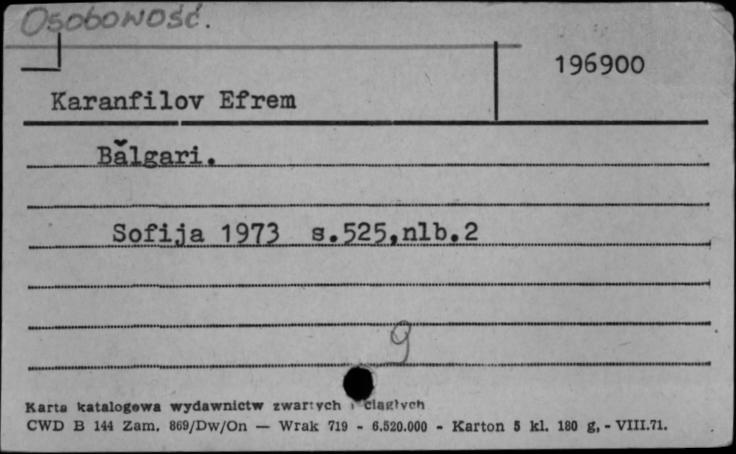 Osobowość.
196900
Karanfilov Efrem
Bălgari.
Sofija 1973 s.525,nlb.2
9
Karta katalogowa wydawnictw zwartych i ciągłych
CWD B 144 Zam. 869/Dw/On — Wrak 719 - 6.520.000 - Karton 5 kl. 180 g. - VIII.71.